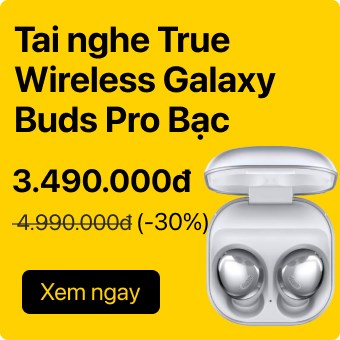 Tai nghe True
Wireless Galaxy
Buds Pro Bạc
3.490.000đ
4.990.000đ (-30%)
Xem ngay